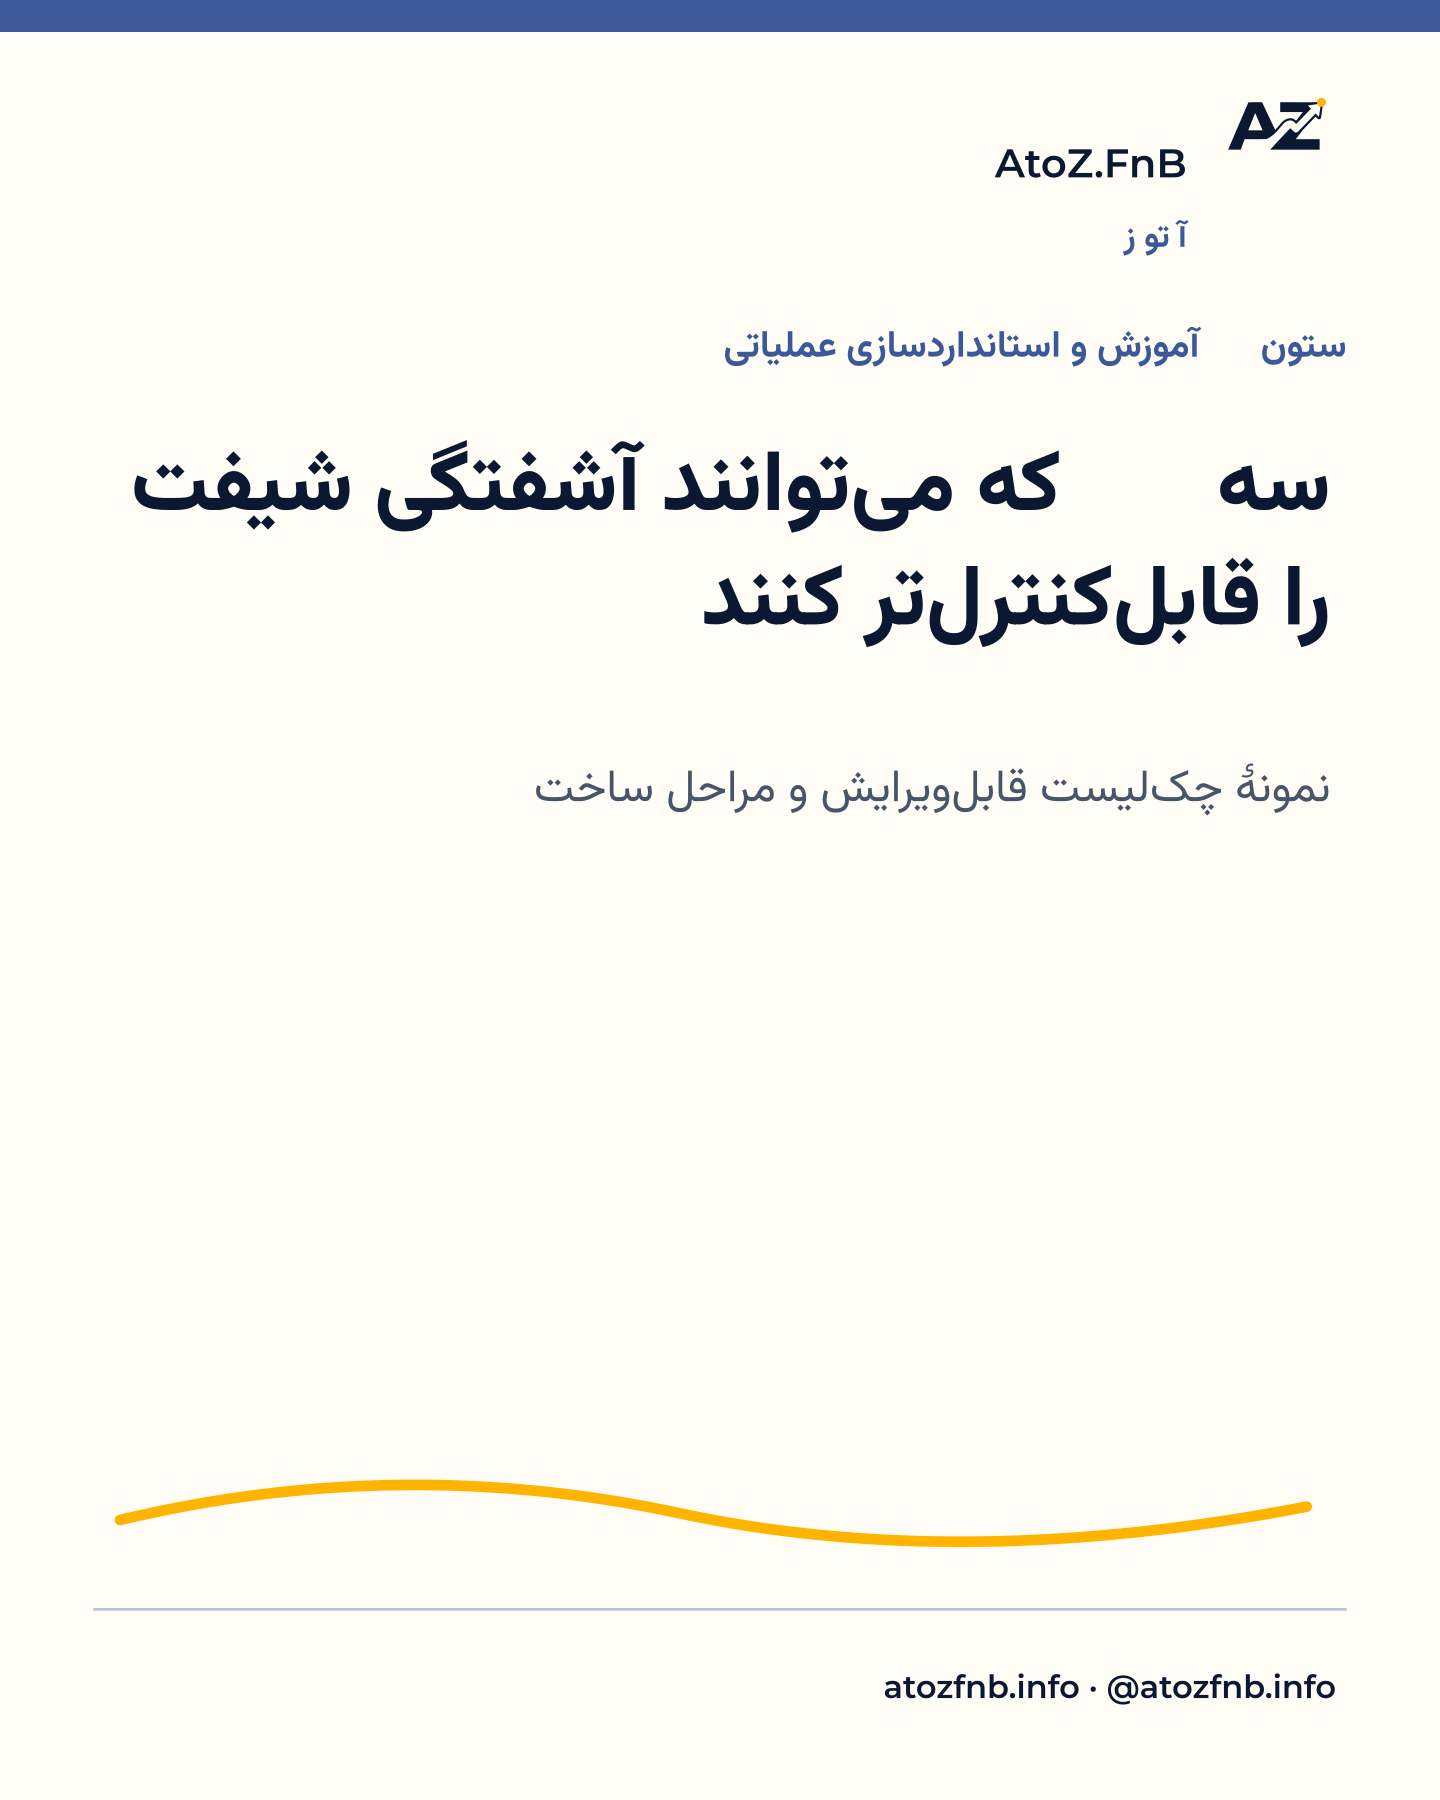 AZ
AtoZ.FnB
آ تو ز
ستون آموزش و استانداردسازی عملیاتی
سه که می‌توانند آشفتگی شیفت
را قابل‌کنترل‌تر کنند
نمونهٔ چک‌لیست قابل‌ویرایش و مراحل ساخت
atozfnb.info · @atozfnb.info